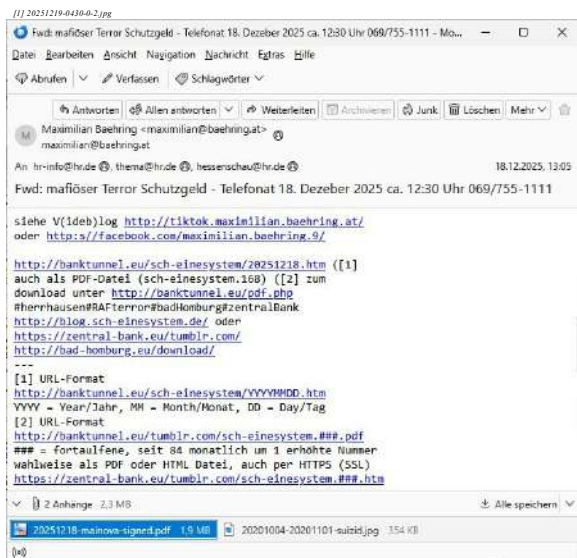 [1] 20251219-0430-0-2.jpg
Fwd: mafiöser Terror Schutzgeld - Telefonat 18. Dezeber 2025 ca. 12:30 Uhr 069/755-1111 - Mo...
Datei Bearbeiten Ansicht Navigation Nachricht Extras Hilfe
Abrufen Verfassen Schlagwörter
Antworten Allen antworten Weiterleiten Archivieren Junk Löschen Mehr
M Maximilian Baehring <maximilian@baehring.at>
maximilian@baehring.at
An hr-info@hr.de, thema@hr.de, hessenschau@hr.de 18.12.2025, 13:05
Fwd: mafiöser Terror Schutzgeld - Telefonat 18. Dezeber 2025 ca. 12:30 Uhr 069/755-1111
siehe V(ideb)log http://tiktok.maximilian.baehring.at/
oder http:s//facebook.com/maximilian.baehring.9/
http://banktunnel.eu/sch-einesystem/20251218.htm ([1]
auch als PDF-Datei (sch-einesystem.168) ([2] zum
download unter http://banktunnel.eu/pdf.php
#herrhausen#RAFterror#badHomburg#zentralBank
http://blog.sch-einesystem.de/ oder
https://zentral-bank.eu/tumblr.com/
http://bad-homburg.eu/download/
---
[1] URL-Format
http://banktunnel.eu/sch-einesystem/YYYYMMDD.htm
YYYY = Year/Jahr, MM = Month/Monat, DD = Day/Tag
[2] URL-Format
http://banktunnel.eu/tumblr.com/sch-einesystem.###.pdf
### = fortaulfene, seit 84 monatlich um 1 erhöhte Nummer
wahlweise als PDF oder HTML Datei, auch per HTTPS (SSL)
https://zentral-bank.eu/tumblr.com/sch-einesystem.###.htm
2 Anhänge 2,3 MB Alle speichern
20251218-mainova-signed.pdf 1,9 MB 20201004-20201101-suizid.jpg 354 KB